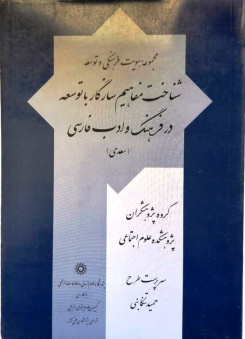 مجموعه هویت فرهنگی و توسعه
شناخت مفاهیم سازگار با توسعه
در فرهنگ و ادب فارسی
(سعدی)
گروه پژوهشگران
پژوهشکده علوم اجتماعی
سرپرست طرح
حمید تنکابنی